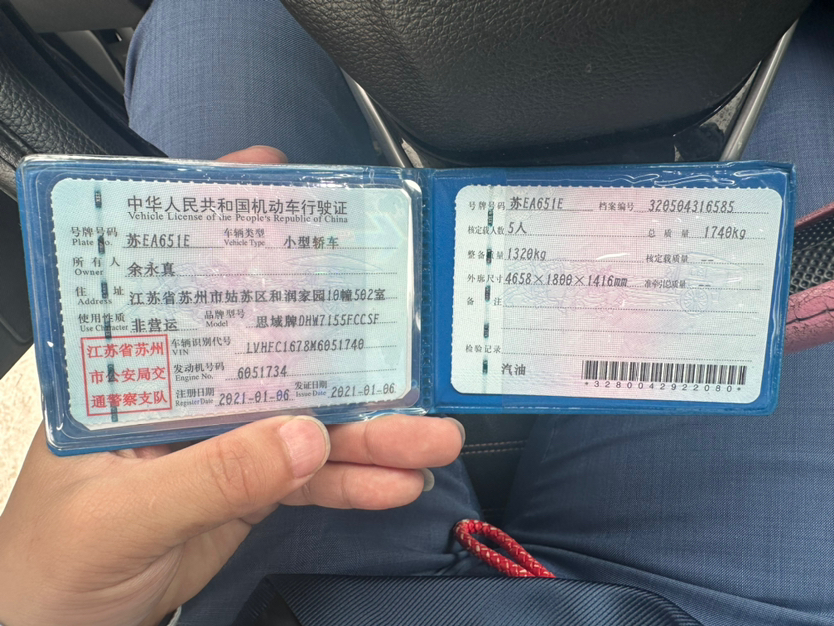 中华人民共和国机动车行驶证
Vehicle License of the People's Republic of China
号牌号码 Plate No. 苏EA651E 车辆类型 Vehicle Type 小型轿车
所有人 Owner 余永真
住址 Address 江苏省苏州市姑苏区和润家园10幢502室
使用性质 Use Character 非营运 品牌型号 Model 思域牌DHW7155FCCSF
江苏省苏州
市公安局交
通警察支队
车辆识别代号 VIN LVHFC1678M6051740
发动机号码 Engine No. 6051734
注册日期 Register Date 2021-01-06 发证日期 Issue Date 2021-01-06
号牌号码 苏EA651E 档案编号 320504316585
核定载人数 5人 总质量 1740kg
整备质量 1320kg 核定载质量 --
外廓尺寸 4658×1800×1416mm 准牵引总质量 --
备注
检验记录
汽油
*3280042922080*